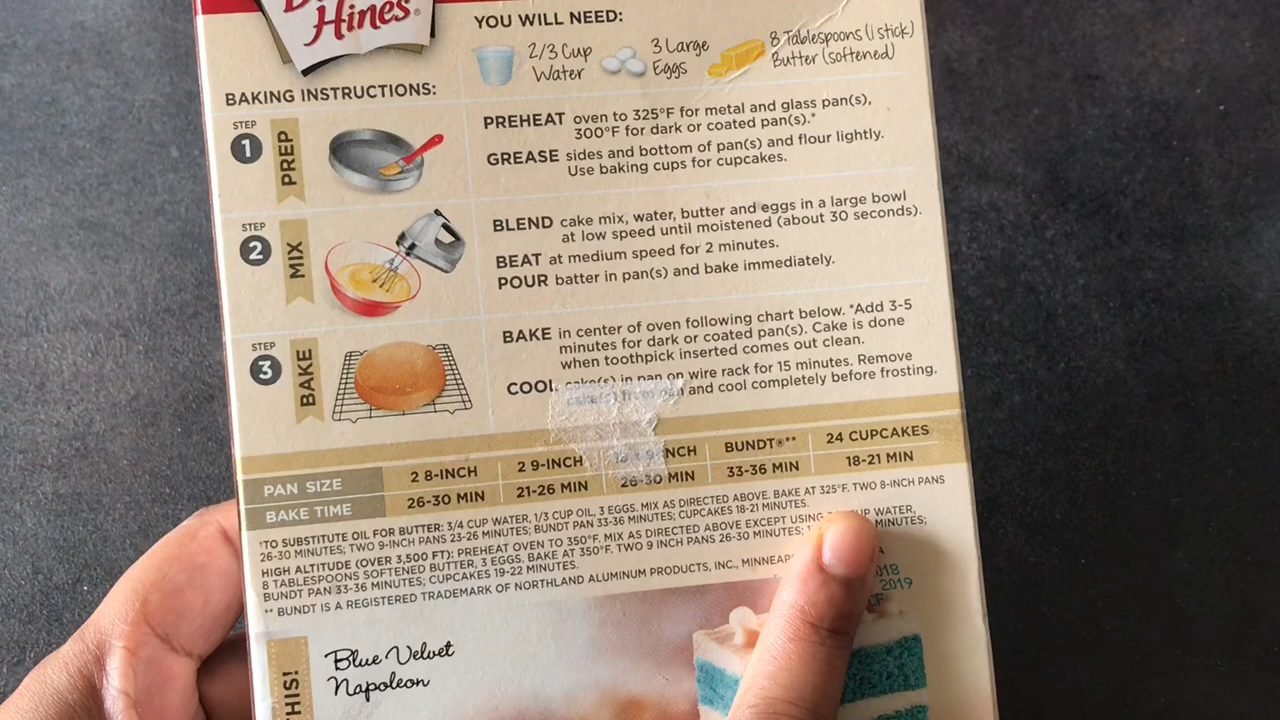 Hines®
YOU WILL NEED:
2/3 Cup
Water
3 Large
Eggs
8 Tablespoons (1 stick)
Butter (softened)
BAKING INSTRUCTIONS:
STEP
1
PREP
PREHEAT oven to 325°F for metal and glass pan(s),
300°F for dark or coated pan(s).*
GREASE sides and bottom of pan(s) and flour lightly.
Use baking cups for cupcakes.
STEP
2
MIX
BLEND cake mix, water, butter and eggs in a large bowl
at low speed until moistened (about 30 seconds).
BEAT at medium speed for 2 minutes.
POUR batter in pan(s) and bake immediately.
STEP
3
BAKE
BAKE in center of oven following chart below. *Add 3-5
minutes for dark or coated pan(s). Cake is done
when toothpick inserted comes out clean.
COOL cake(s) in pan on wire rack for 15 minutes. Remove
cake(s) from pan and cool completely before frosting.
PAN SIZE 2 8-INCH 2 9-INCH 9-INCH BUNDT®** 24 CUPCAKES
BAKE TIME 26-30 MIN 21-26 MIN 26-30 MIN 33-36 MIN 18-21 MIN
†TO SUBSTITUTE OIL FOR BUTTER: 3/4 CUP WATER, 1/3 CUP OIL, 3 EGGS. MIX AS DIRECTED ABOVE. BAKE AT 325°F. TWO 8-INCH PANS
26-30 MINUTES; TWO 9-INCH PANS 23-26 MINUTES; BUNDT PAN 33-36 MINUTES; CUPCAKES 18-21 MINUTES.
HIGH ALTITUDE (OVER 3,500 FT): PREHEAT OVEN TO 350°F. MIX AS DIRECTED ABOVE EXCEPT USING CUP WATER,
8 TABLESPOONS SOFTENED BUTTER, 3 EGGS. BAKE AT 350°F. TWO 9 INCH PANS 26-30 MINUTES; MINUTES;
BUNDT PAN 33-36 MINUTES; CUPCAKES 19-22 MINUTES.
** BUNDT IS A REGISTERED TRADEMARK OF NORTHLAND ALUMINUM PRODUCTS, INC.,
2019
THIS!
Blue Velvet
Napoleon